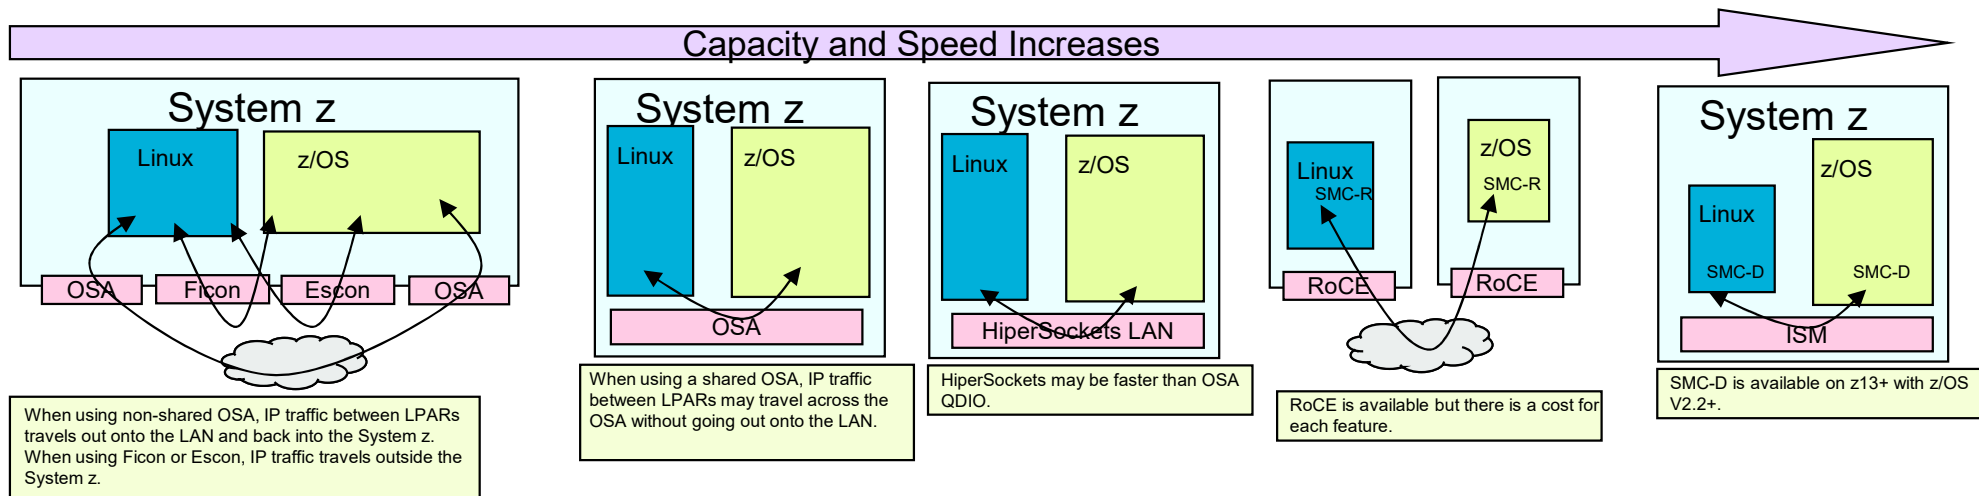 Capacity and Speed Increases
System z
Linux
z/OS
OSA
Ficon
Escon
OSA
When using non-shared OSA, IP traffic between LPARs
travels out onto the LAN and back into the System z.
When using Ficon or Escon, IP traffic travels outside the
System z.
System z
Linux
z/OS
OSA
When using a shared OSA, IP traffic
between LPARs may travel across the
OSA without going out onto the LAN.
System z
Linux
z/OS
HiperSockets LAN
HiperSockets may be faster than OSA
QDIO.
Linux
SMC-R
RoCE
z/OS
SMC-R
RoCE
RoCE is available but there is a cost for
each feature.
System z
Linux
SMC-D
z/OS
SMC-D
ISM
SMC-D is available on z13+ with z/OS
V2.2+.